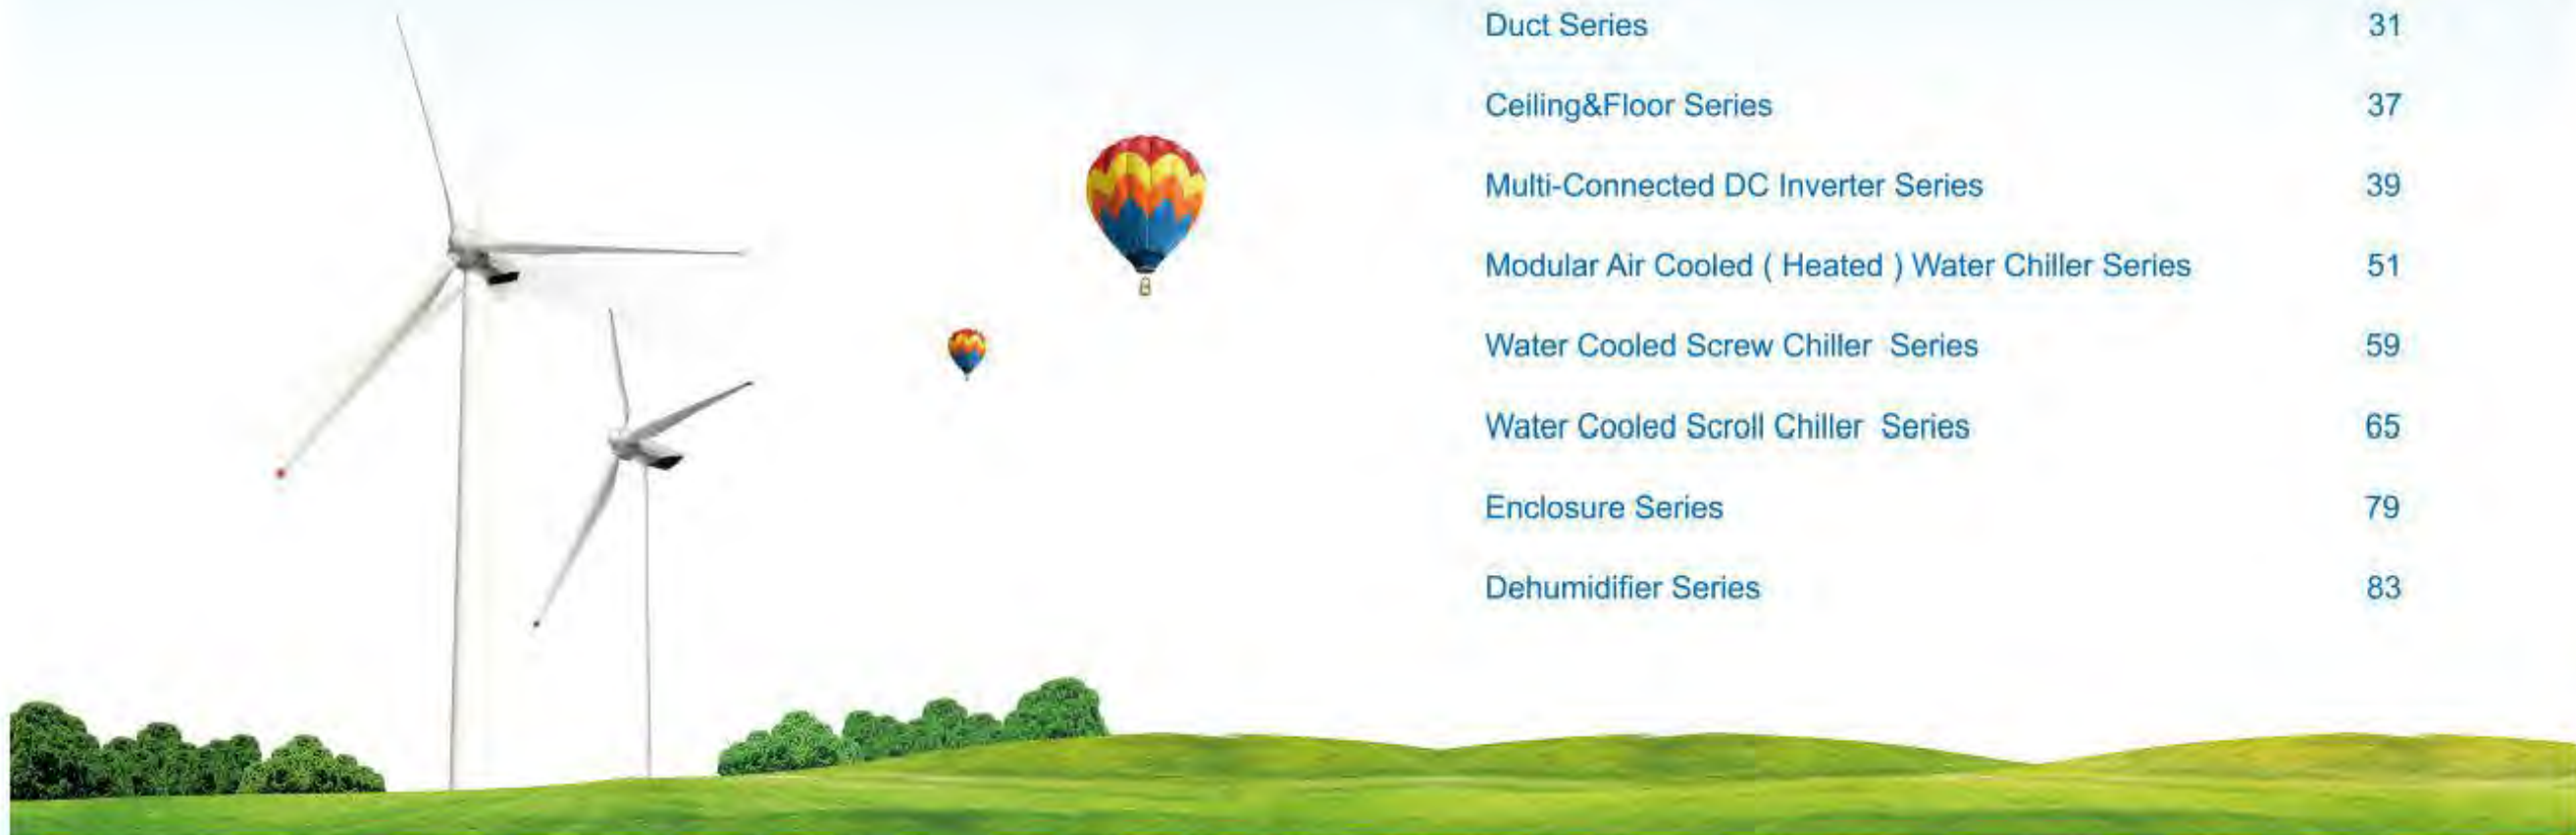 Duct Series 31
Ceiling&Floor Series 37
Multi-Connected DC Inverter Series 39
Modular Air Cooled ( Heated ) Water Chiller Series 51
Water Cooled Screw Chiller  Series 59
Water Cooled Scroll Chiller  Series 65
Enclosure Series 79
Dehumidifier Series 83